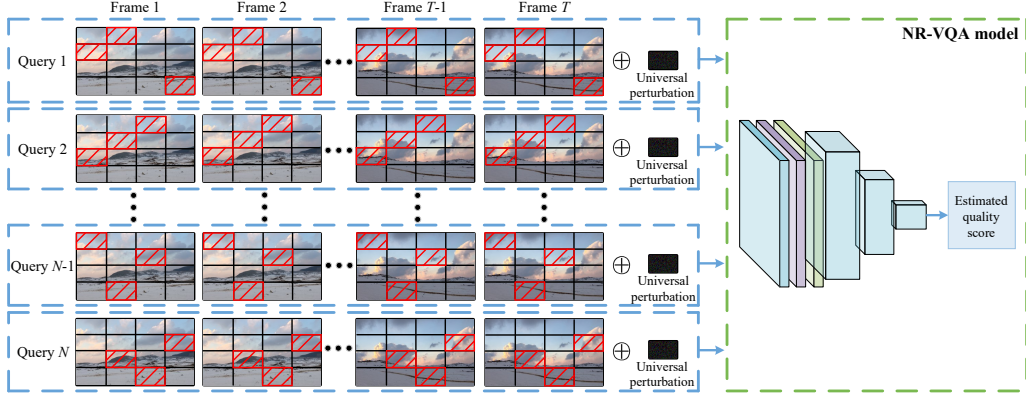 Frame 1
Frame 2
Frame T-1
Frame T
NR-VQA model
Query 1
Universal
perturbation
Query 2
Universal
perturbation
Estimated
quality
score
Query N-1
Universal
perturbation
Query N
Universal
perturbation